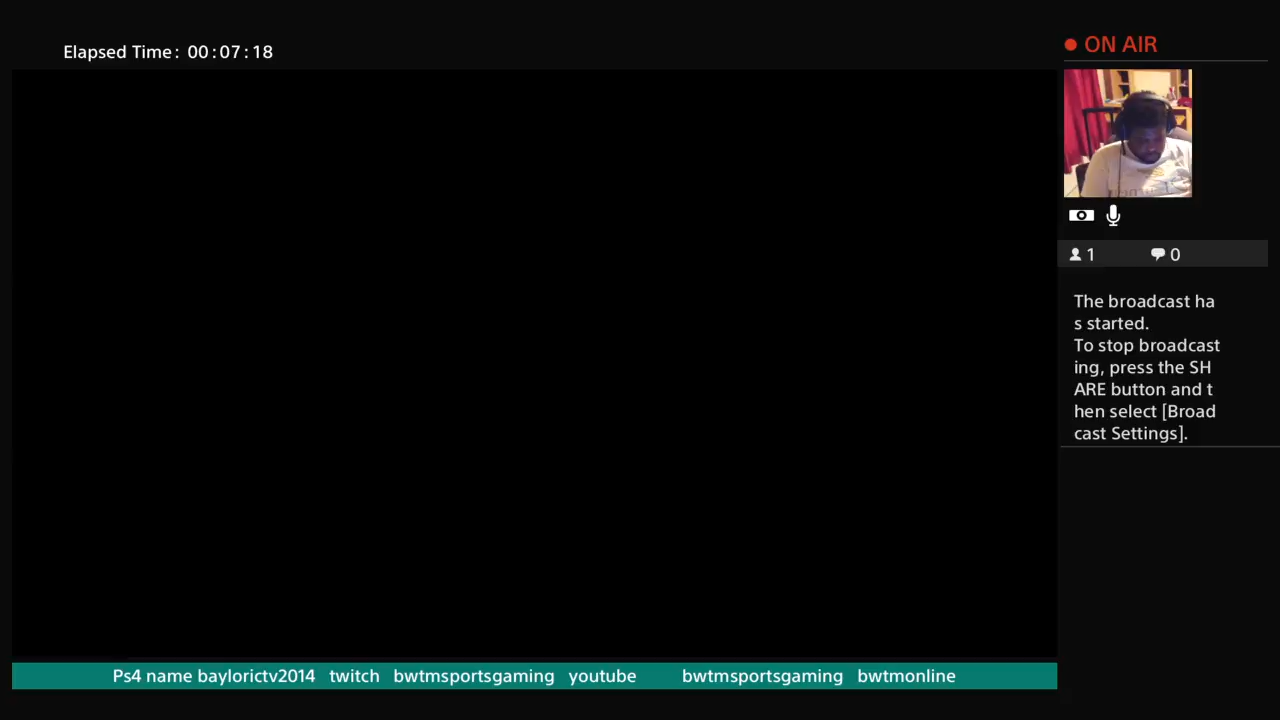 Elapsed Time: 00:07:18
ON AIR
1 0
The broadcast ha
s started.
To stop broadcast
ing, press the SH
ARE button and t
hen select [Broad
cast Settings].
Ps4 name baylorictv2014 twitch bwtmsportsgaming youtube bwtmsportsgaming bwtmonline